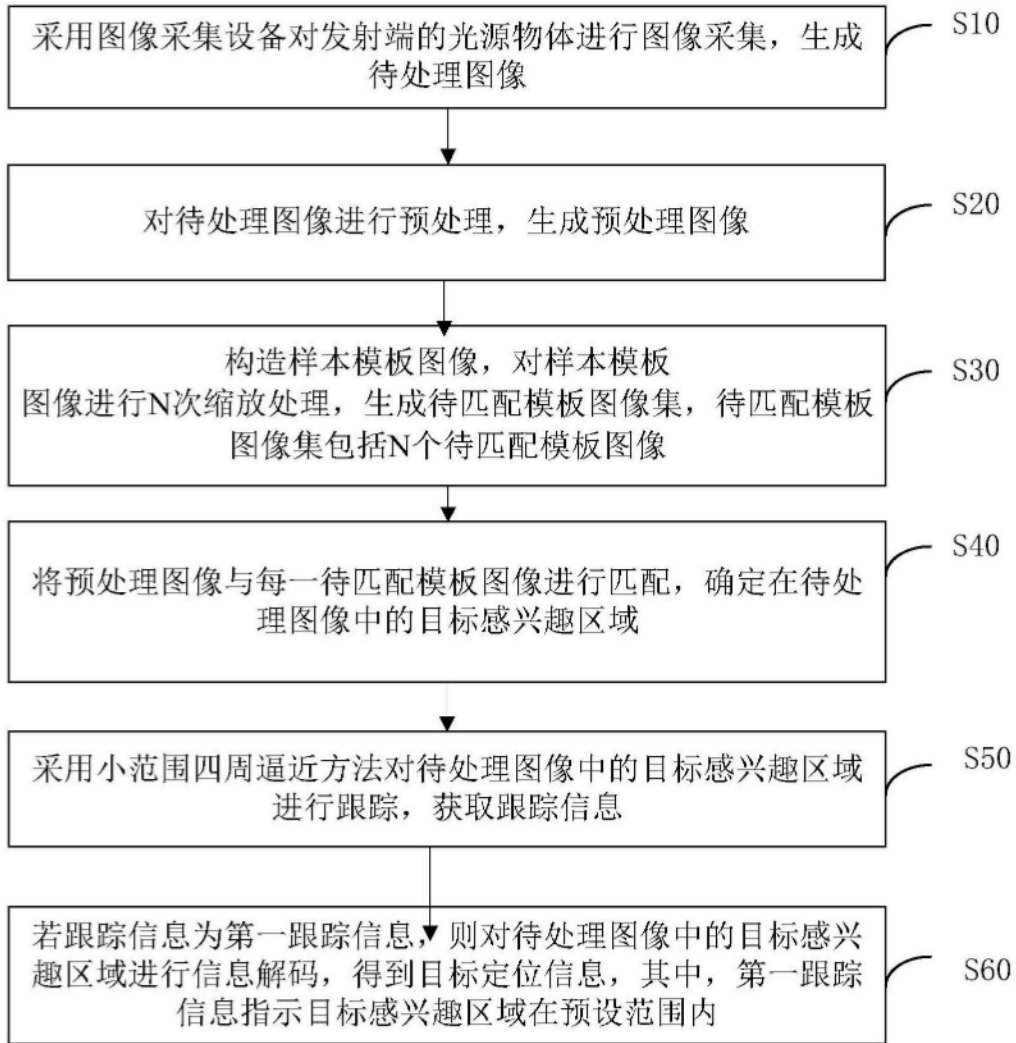 采用图像采集设备对发射端的光源物体进行图像采集，生成
待处理图像
S10
对待处理图像进行预处理，生成预处理图像
S20
构造样本模板图像，对样本模板
图像进行N次缩放处理，生成待匹配模板图像集，待匹配模板
图像集包括N个待匹配模板图像
S30
将预处理图像与每一待匹配模板图像进行匹配，确定在待处
理图像中的目标感兴趣区域
S40
采用小范围四周逼近方法对待处理图像中的目标感兴趣区域
进行跟踪，获取跟踪信息
S50
若跟踪信息为第一跟踪信息，则对待处理图像中的目标感兴
趣区域进行信息解码，得到目标定位信息，其中，第一跟踪
信息指示目标感兴趣区域在预设范围内
S60